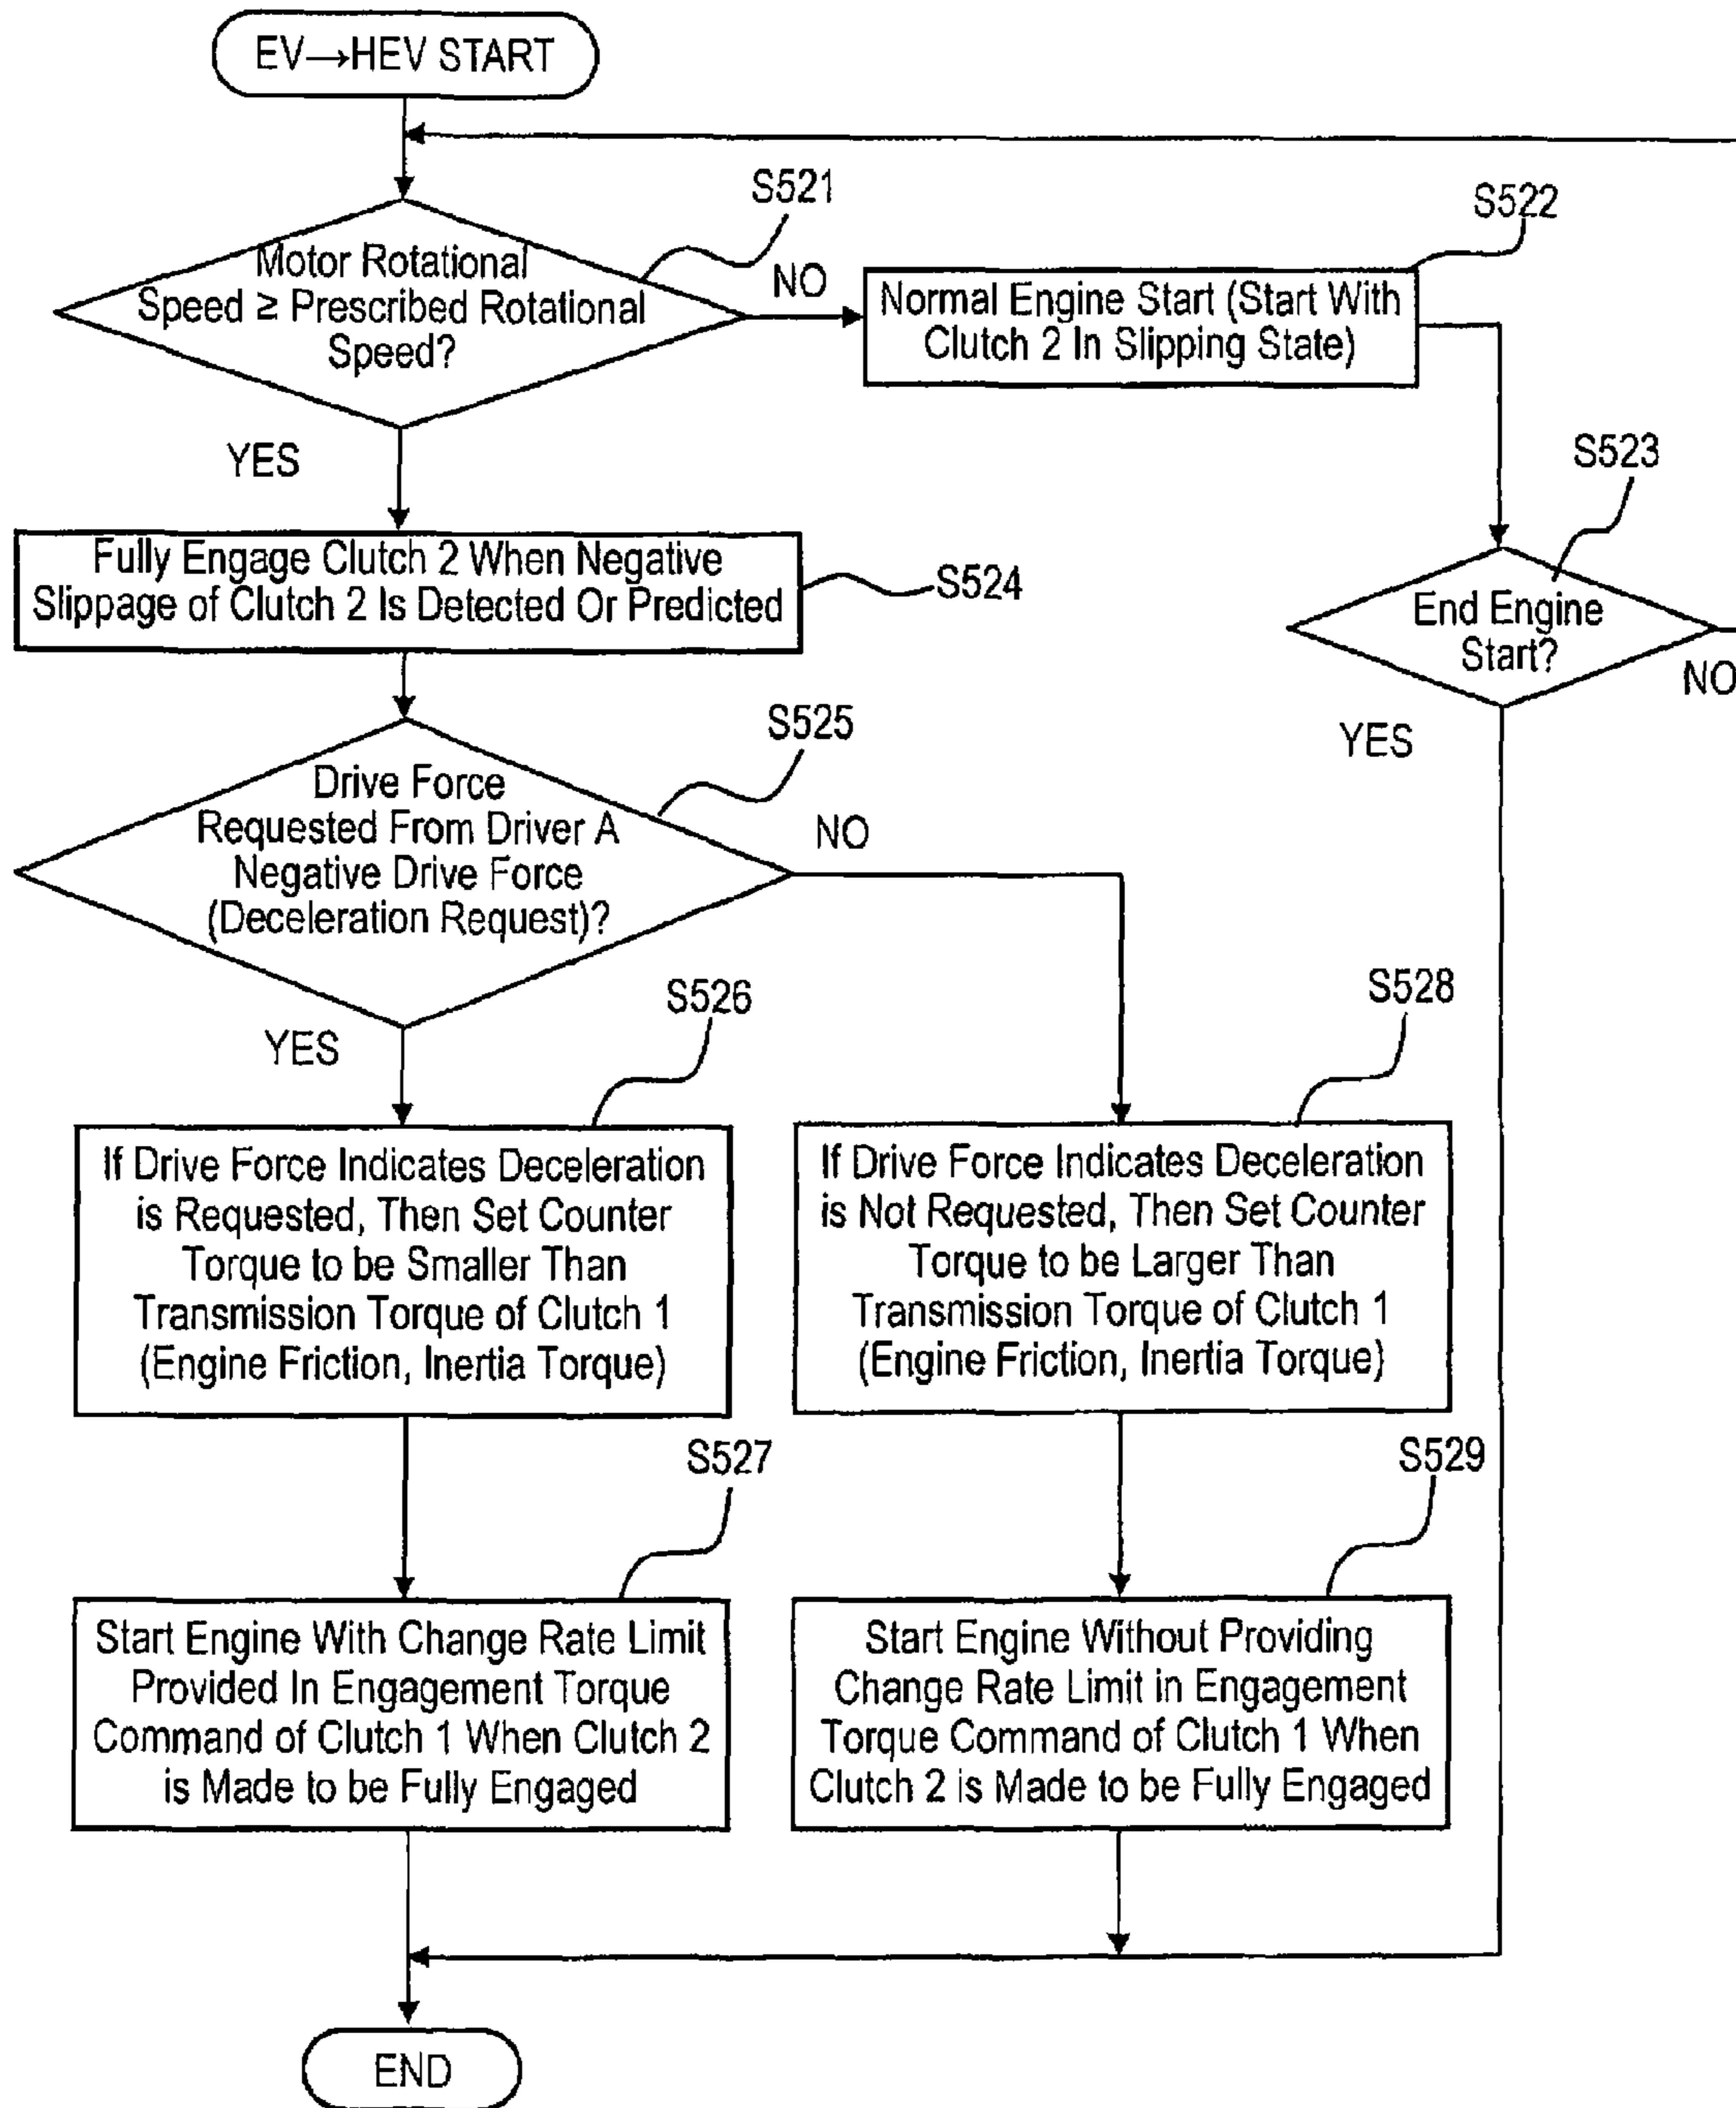 EV→HEV START
S521
Motor Rotational
Speed ≥ Prescribed Rotational
Speed?
NO
S522
Normal Engine Start (Start With
Clutch 2 In Slipping State)
YES
S523
End Engine
Start?
NO
YES
Fully Engage Clutch 2 When Negative
Slippage of Clutch 2 Is Detected Or Predicted
S524
S525
Drive Force
Requested From Driver A
Negative Drive Force
(Deceleration Request)?
NO
YES
S526
If Drive Force Indicates Deceleration
is Requested, Then Set Counter
Torque to be Smaller Than
Transmission Torque of Clutch 1
(Engine Friction, Inertia Torque)
S528
If Drive Force Indicates Deceleration
is Not Requested, Then Set Counter
Torque to be Larger Than
Transmission Torque of Clutch 1
(Engine Friction, Inertia Torque)
S527
Start Engine With Change Rate Limit
Provided In Engagement Torque
Command of Clutch 1 When Clutch 2
is Made to be Fully Engaged
S529
Start Engine Without Providing
Change Rate Limit in Engagement
Torque Command of Clutch 1 When
Clutch 2 is Made to be Fully Engaged
END